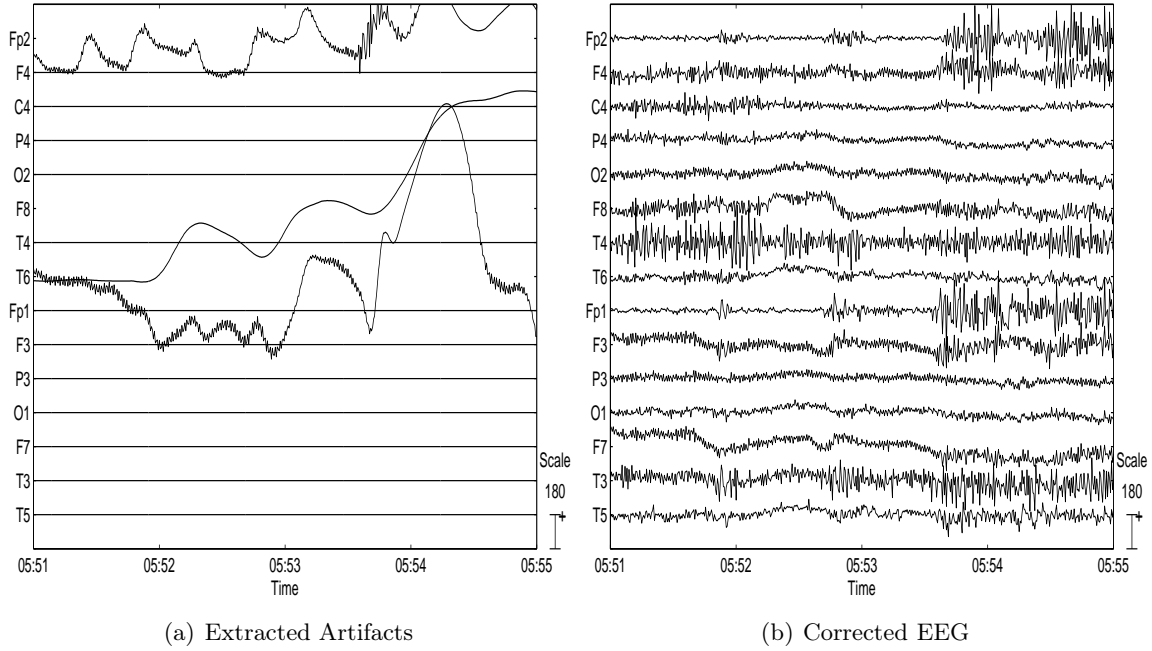 Fp2
F4
C4
P4
O2
F8
T4
T6
Fp1
F3
P3
O1
F7
T3
T5
Scale
180
+
05:51 05:52 05:53 05:54 05:55
Time
(a) Extracted Artifacts
Fp2
F4
C4
P4
O2
F8
T4
T6
Fp1
F3
P3
O1
F7
T3
T5
Scale
180
+
05:51 05:52 05:53 05:54 05:55
Time
(b) Corrected EEG